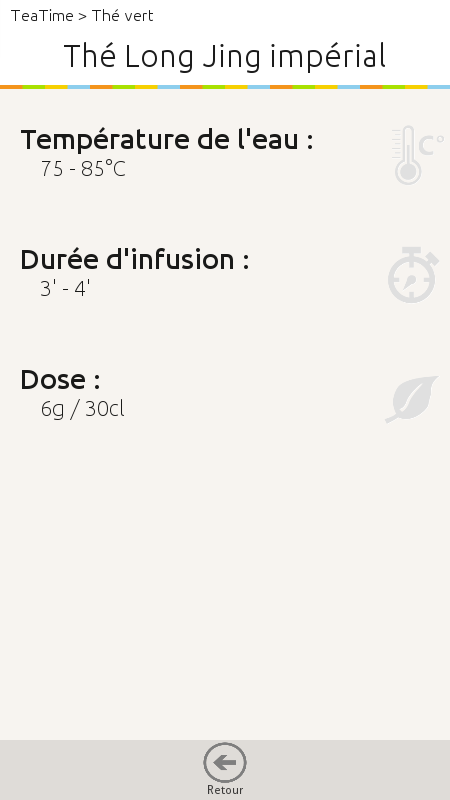 TeaTime > Thé vert
Thé Long Jing impérial
Température de l'eau :
75 - 85°C
C°
Durée d'infusion :
3' - 4'
Dose :
6g / 30cl
Retour